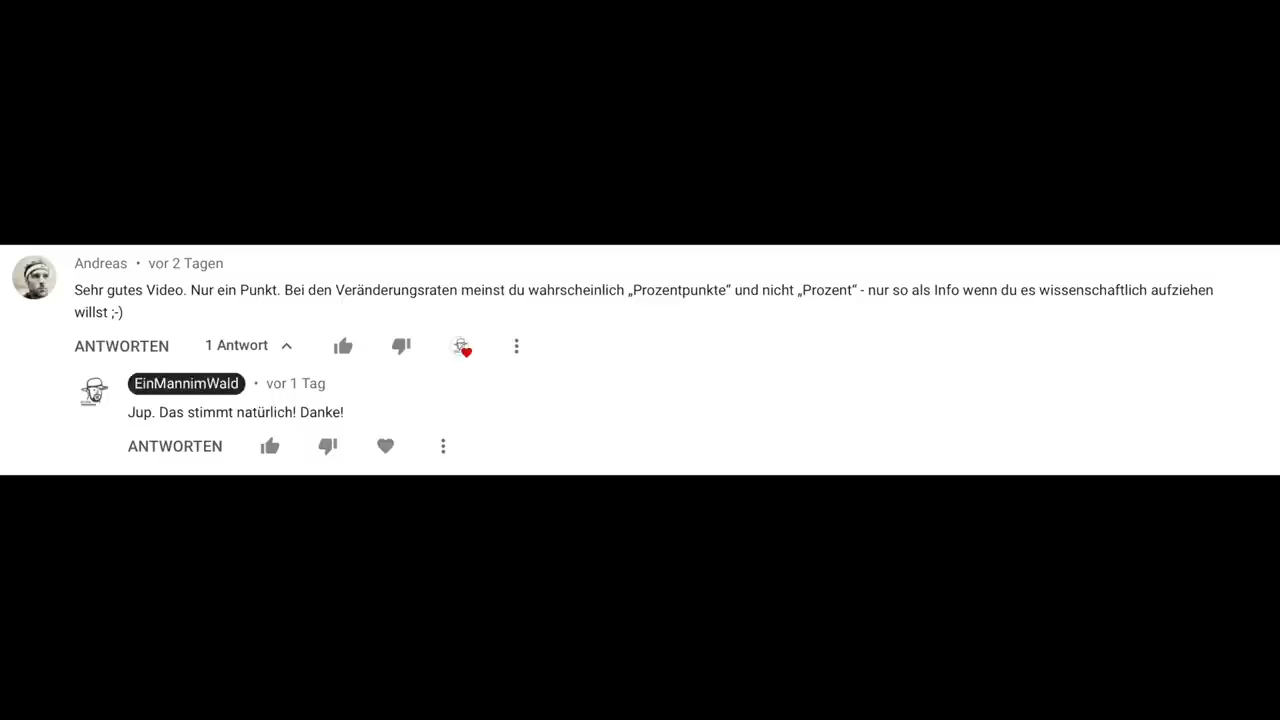 Andreas • vor 2 Tagen
Sehr gutes Video. Nur ein Punkt. Bei den Veränderungsraten meinst du wahrscheinlich „Prozentpunkte“ und nicht „Prozent“ - nur so als Info wenn du es wissenschaftlich aufziehen
willst ;-)
ANTWORTEN 1 Antwort
EinMannimWald • vor 1 Tag
Jup. Das stimmt natürlich! Danke!
ANTWORTEN